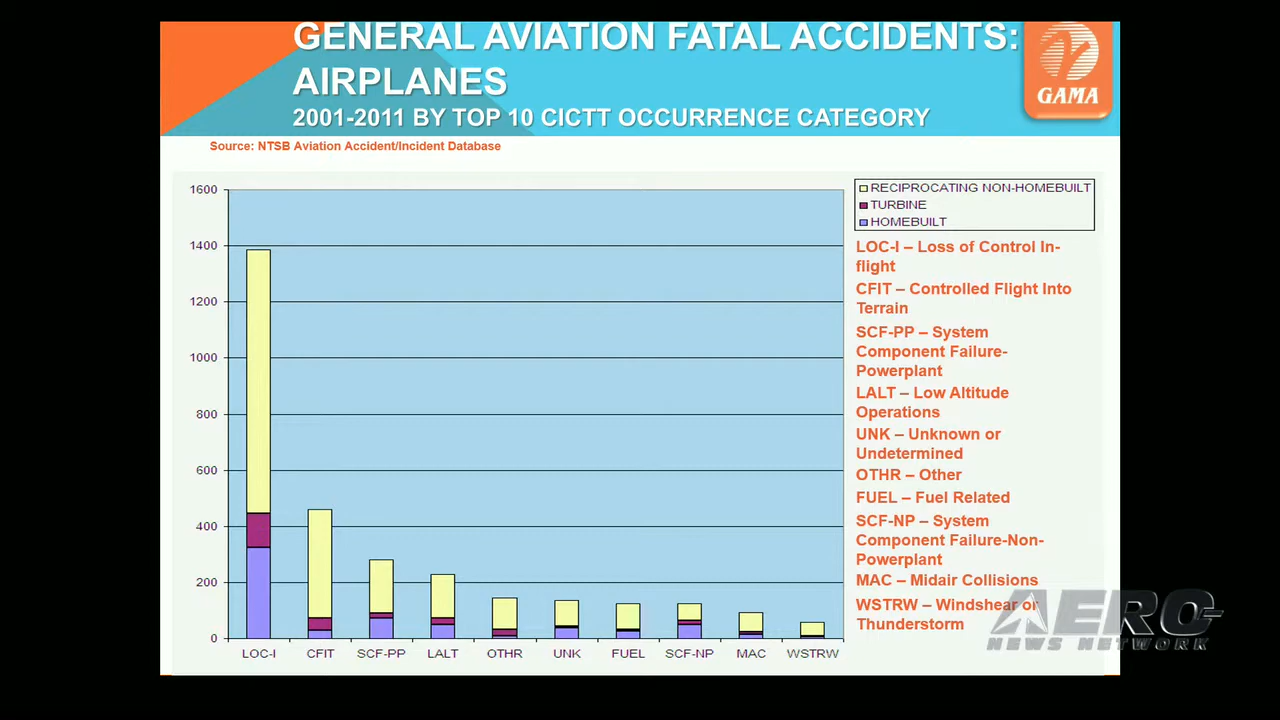 GENERAL AVIATION FATAL ACCIDENTS:
AIRPLANES
2001-2011 BY TOP 10 CICTT OCCURRENCE CATEGORY
GAMA
Source: NTSB Aviation Accident/Incident Database
1600
1400
1200
1000
800
600
400
200
0
LOC-I CFIT SCF-PP LALT OTHR UNK FUEL SCF-NP MAC WSTRW
RECIPROCATING NON-HOMEBUILT
TURBINE
HOMEBUILT
LOC-I – Loss of Control In-
flight
CFIT – Controlled Flight Into
Terrain
SCF-PP – System
Component Failure-
Powerplant
LALT – Low Altitude
Operations
UNK – Unknown or
Undetermined
OTHR – Other
FUEL – Fuel Related
SCF-NP – System
Component Failure-Non-
Powerplant
MAC – Midair Collisions
WSTRW – Windshear or
Thunderstorm
AERO
NEWS NETWORK